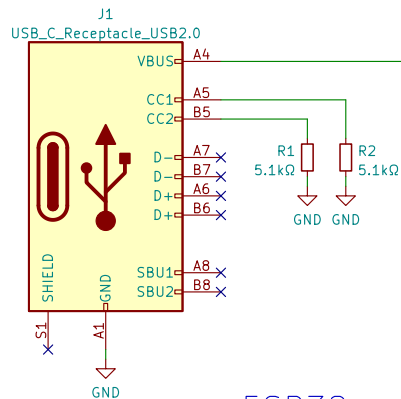 J1
USB_C_Receptacle_USB2.0
VBUS A4
CC1 A5
CC2 B5
D- A7
D- B7
D+ A6
D+ B6
R1
5.1kΩ
R2
5.1kΩ
GND
GND
SBU1 A8
SBU2 B8
SHIELD
GND
S1
A1
GND